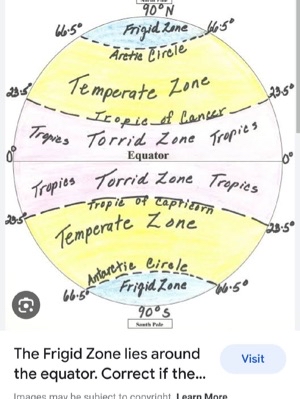 90°N
66.5° Frigid Zone 66.5°
Arctic Circle
23.5° Temperate Zone 23.5°
Tropic of Cancer
Tropics Torrid Zone Tropics
0° Equator 0°
Tropics Torrid Zone Tropics
Tropic of Capricorn
23.5° Temperate Zone 23.5°
Antarctic Circle
66.5° Frigid Zone 66.5°
90°S
South Pole
The Frigid Zone lies around
the equator. Correct if the...
Visit
Images may be subject to copyright. Learn More